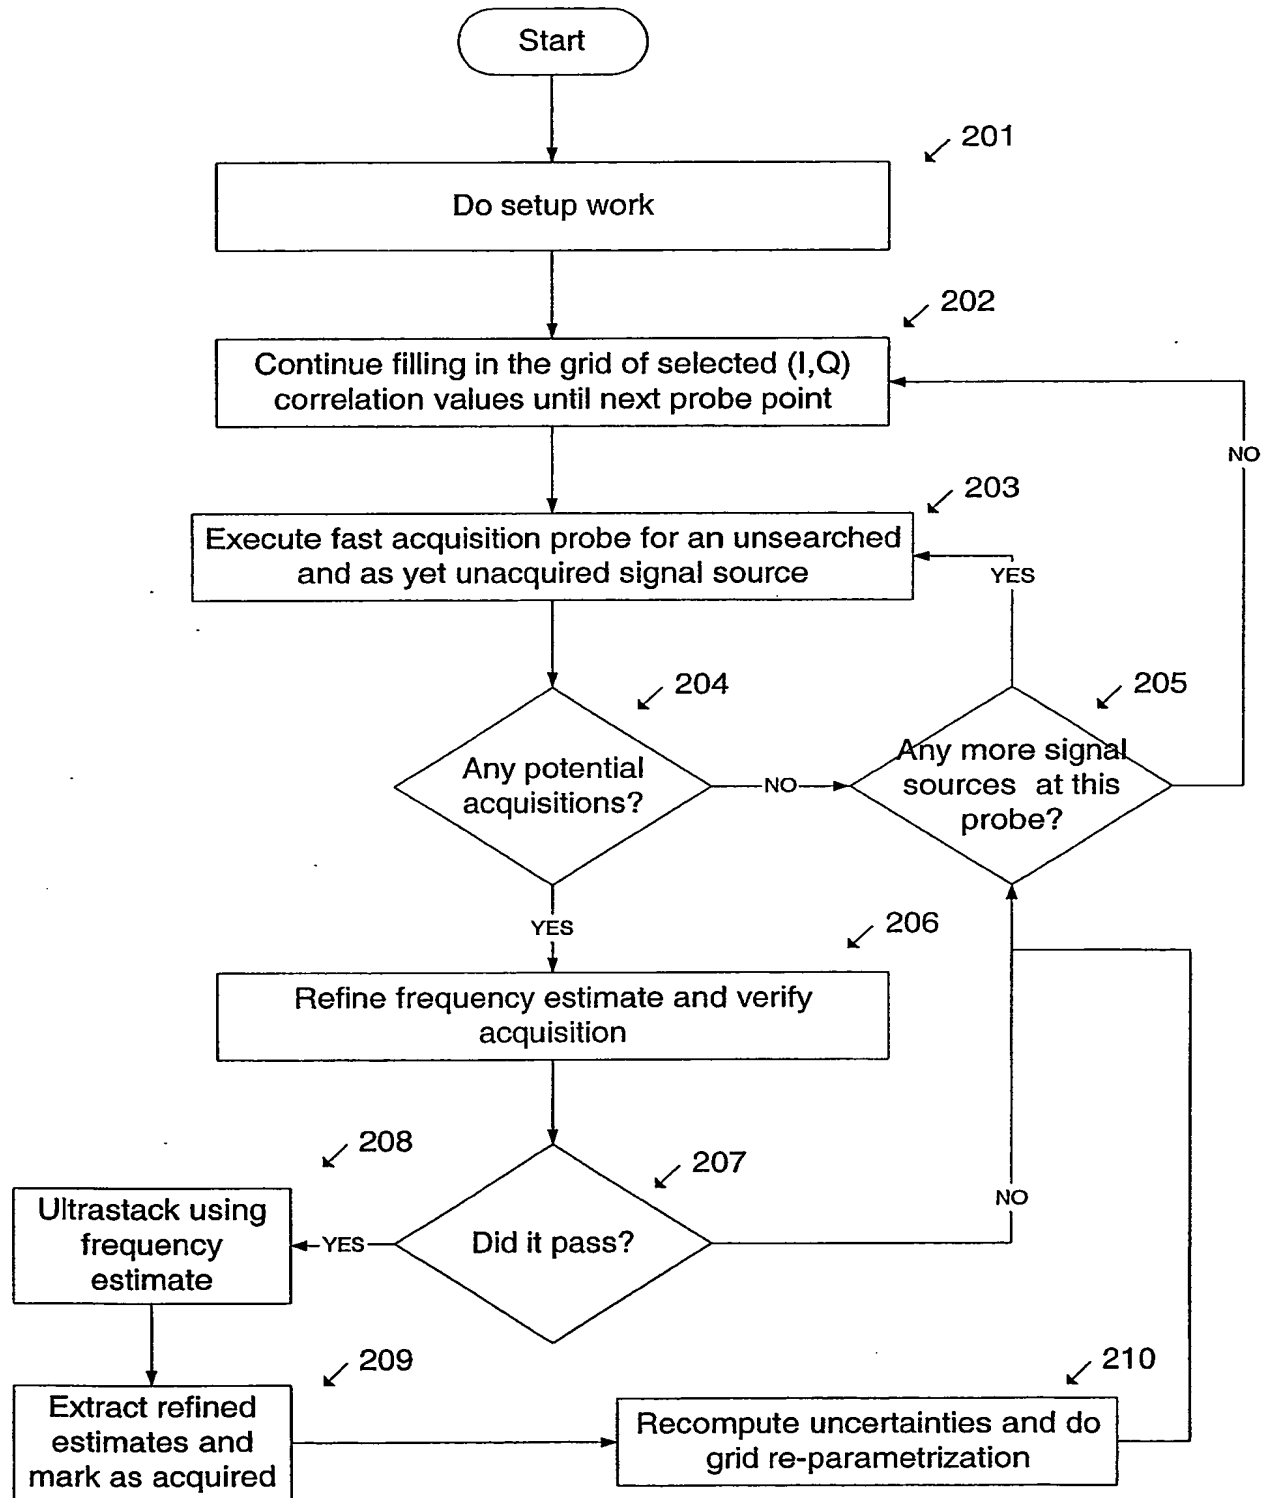 Start
201
Do setup work
202
Continue filling in the grid of selected (I,Q)
correlation values until next probe point
NO
203
Execute fast acquisition probe for an unsearched
and as yet unacquired signal source
YES
204
205
Any potential
acquisitions?
NO
Any more signal
sources at this
probe?
YES
206
Refine frequency estimate and verify
acquisition
208
207
NO
Ultrastack using
frequency
estimate
YES
Did it pass?
209
210
Extract refined
estimates and
mark as acquired
Recompute uncertainties and do
grid re-parametrization